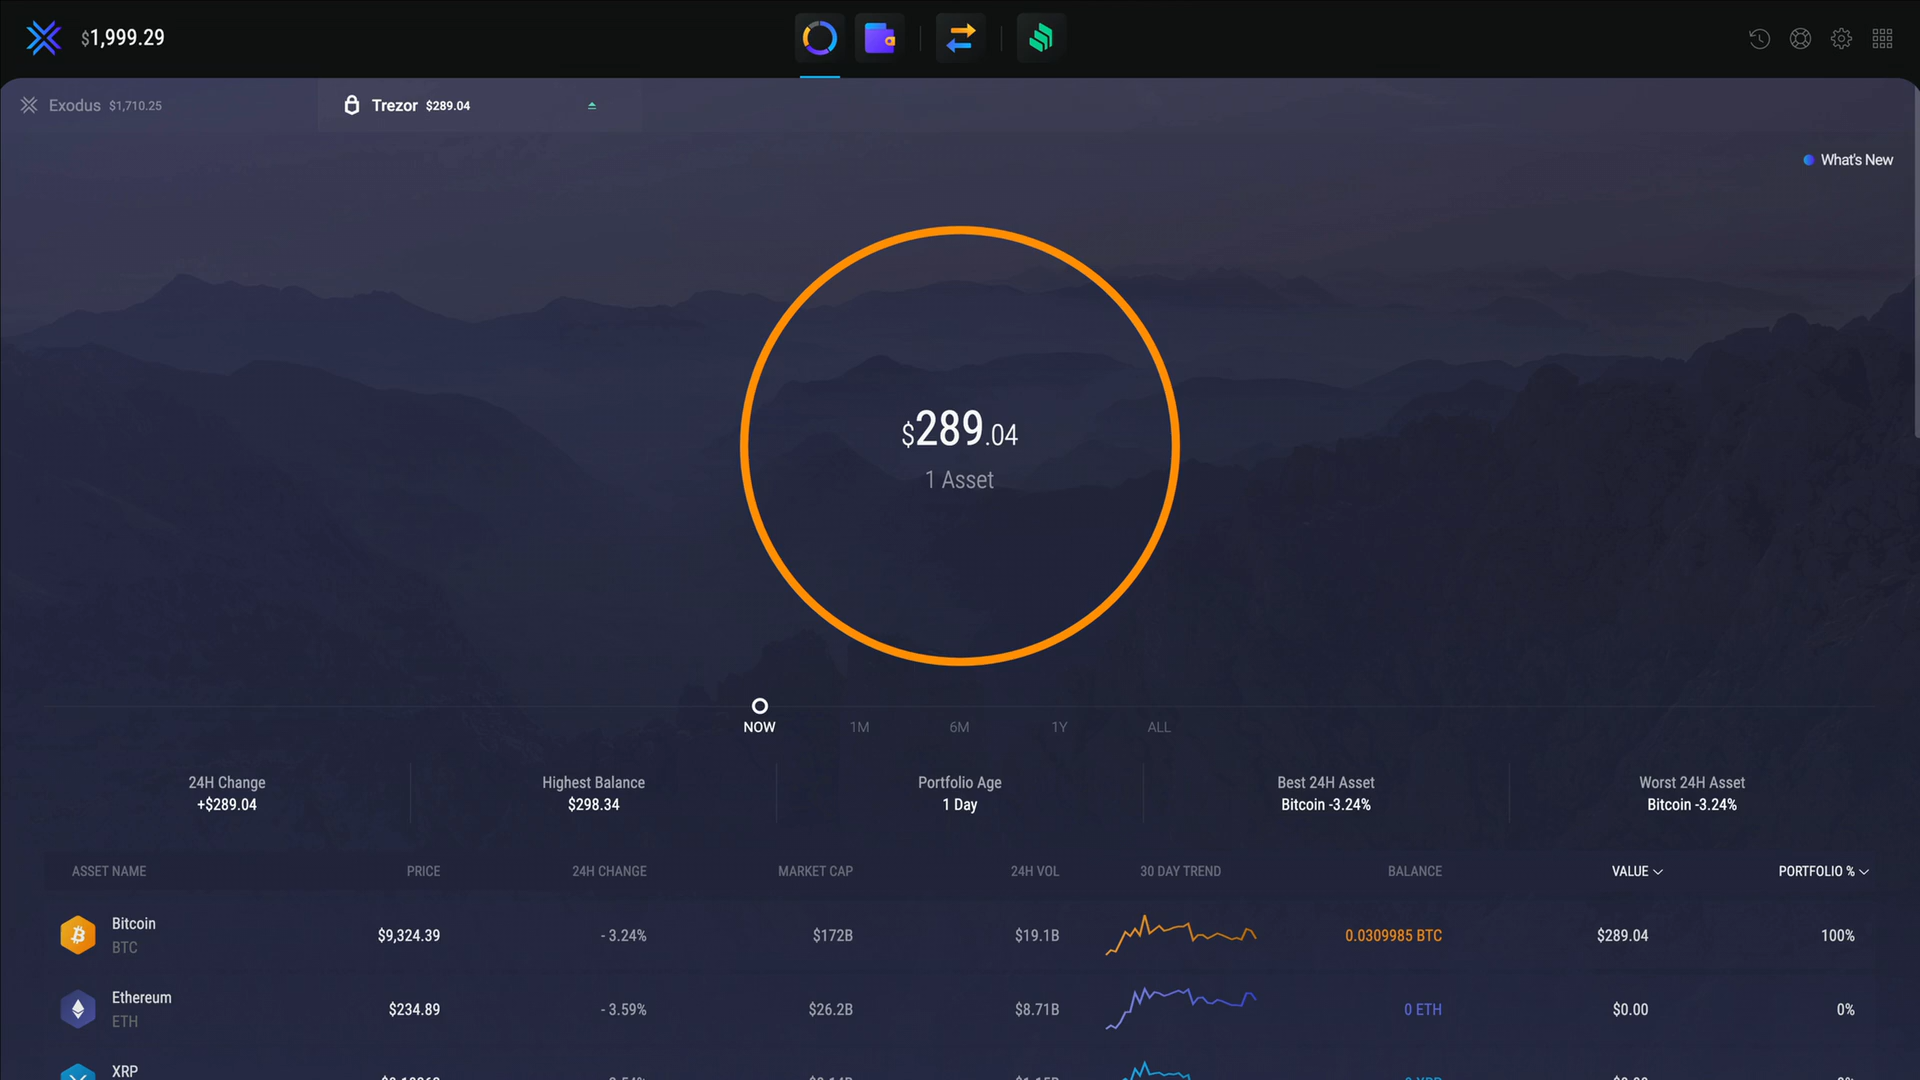 $1,999.29
Exodus $1,710.25
Trezor $289.04
What's New
$289.04
1 Asset
NOW 1M 6M 1Y ALL
24H Change Highest Balance Portfolio Age Best 24H Asset Worst 24H Asset
+$289.04 $298.34 1 Day Bitcoin -3.24% Bitcoin -3.24%
ASSET NAME PRICE 24H CHANGE MARKET CAP 24H VOL 30 DAY TREND BALANCE VALUE PORTFOLIO %
Bitcoin
BTC
$9,324.39 - 3.24% $172B $19.1B 0.0309985 BTC $289.04 100%
Ethereum
ETH
$234.89 - 3.59% $26.2B $8.71B 0 ETH $0.00 0%
XRP